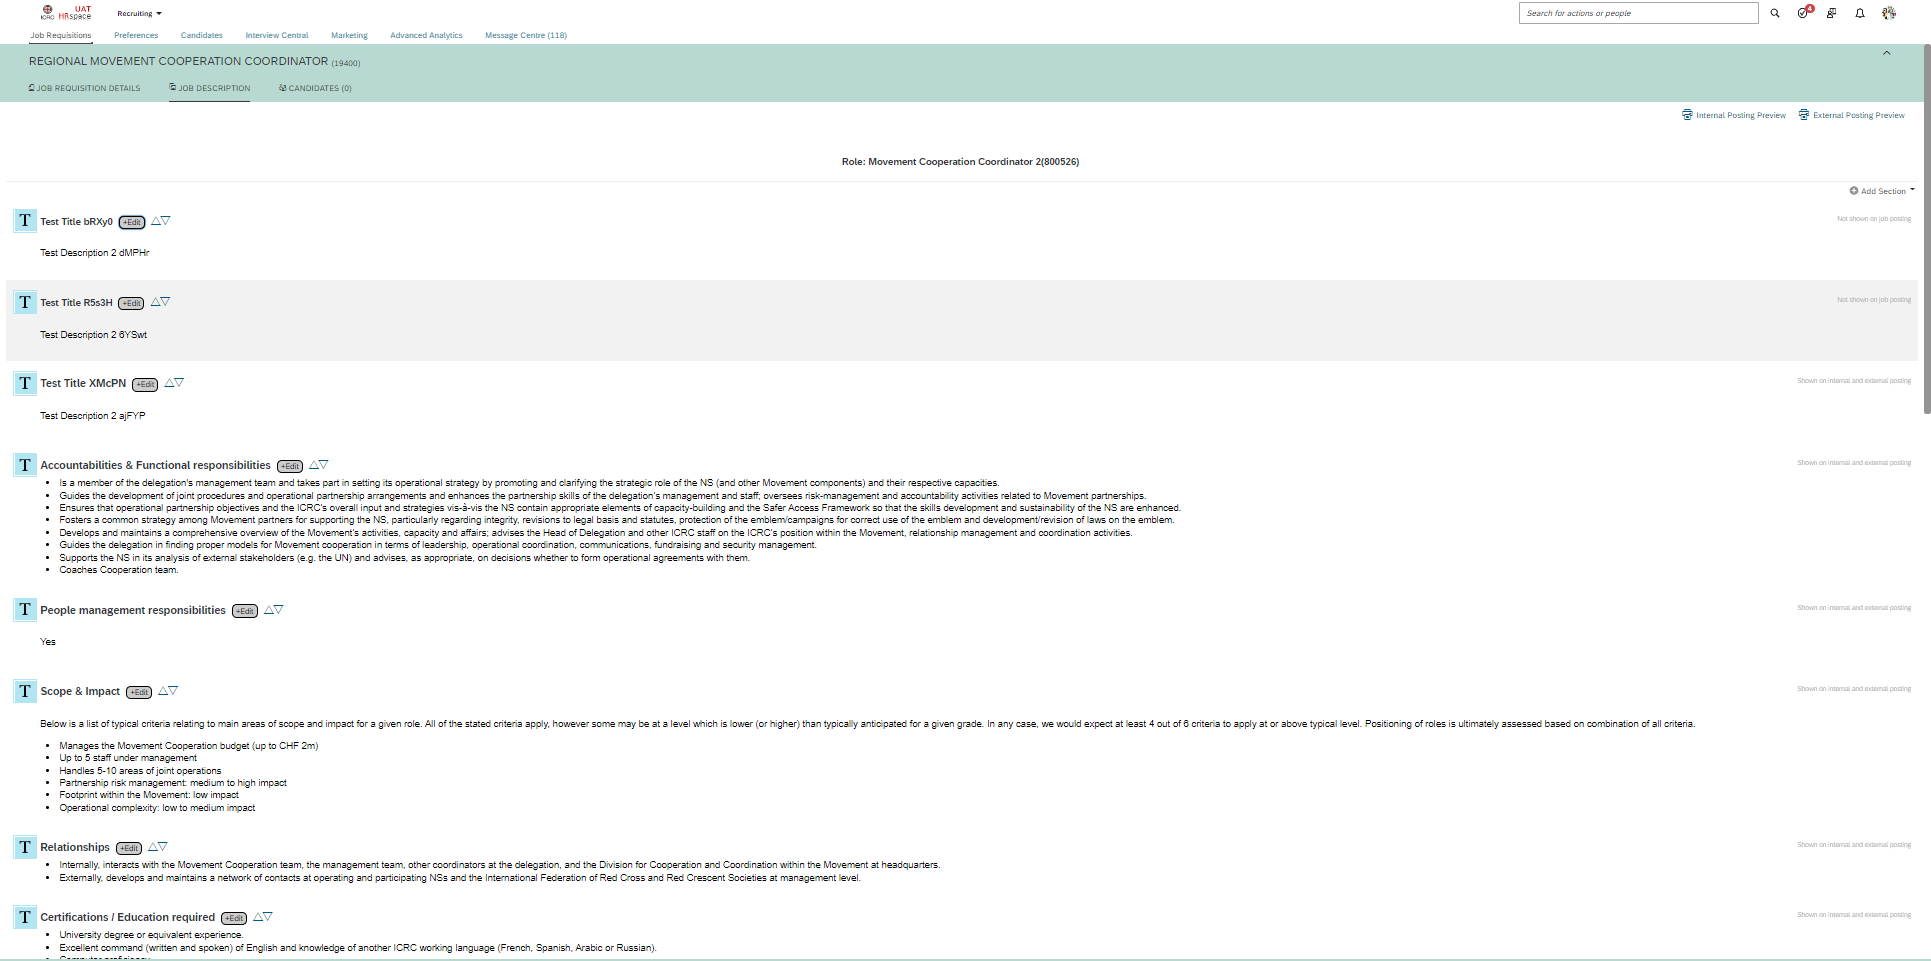 ICRC
UAT
HRspace
Recruiting
Search for actions or people
4
Job Requisitions
Preferences
Candidates
Interview Central
Marketing
Advanced Analytics
Message Centre (118)
REGIONAL MOVEMENT COOPERATION COORDINATOR (19400)
JOB REQUISITION DETAILS
JOB DESCRIPTION
CANDIDATES (0)
Internal Posting Preview
External Posting Preview
Role: Movement Cooperation Coordinator 2(800526)
Add Section
T Test Title bRXy0 +Edit
Not shown on job posting
Test Description 2 dMPHr
T Test Title R5s3H +Edit
Not shown on job posting
Test Description 2 6YSwt
T Test Title XMcPN +Edit
Shown on internal and external posting
Test Description 2 ajFYP
T Accountabilities & Functional responsibilities +Edit
Shown on internal and external posting
• Is a member of the delegation's management team and takes part in setting its operational strategy by promoting and clarifying the strategic role of the NS (and other Movement components) and their respective capacities.
• Guides the development of joint procedures and operational partnership arrangements and enhances the partnership skills of the delegation's management and staff; oversees risk-management and accountability activities related to Movement partnerships.
• Ensures that operational partnership objectives and the ICRC's overall input and strategies vis-à-vis the NS contain appropriate elements of capacity-building and the Safer Access Framework so that the skills development and sustainability of the NS are enhanced.
• Fosters a common strategy among Movement partners for supporting the NS, particularly regarding integrity, revisions to legal basis and statutes, protection of the emblem/campaigns for correct use of the emblem and development/revision of laws on the emblem.
• Develops and maintains a comprehensive overview of the Movement's activities, capacity and affairs; advises the Head of Delegation and other ICRC staff on the ICRC's position within the Movement, relationship management and coordination activities.
• Guides the delegation in finding proper models for Movement cooperation in terms of leadership, operational coordination, communications, fundraising and security management.
• Supports the NS in its analysis of external stakeholders (e.g. the UN) and advises, as appropriate, on decisions whether to form operational agreements with them.
• Coaches Cooperation team.
T People management responsibilities +Edit
Shown on internal and external posting
Yes
T Scope & Impact +Edit
Shown on internal and external posting
Below is a list of typical criteria relating to main areas of scope and impact for a given role. All of the stated criteria apply, however some may be at a level which is lower (or higher) than typically anticipated for a given grade. In any case, we would expect at least 4 out of 6 criteria to apply at or above typical level. Positioning of roles is ultimately assessed based on combination of all criteria.
• Manages the Movement Cooperation budget (up to CHF 2m)
• Up to 5 staff under management
• Handles 5-10 areas of joint operations
• Partnership risk management: medium to high impact
• Footprint within the Movement: low impact
• Operational complexity: low to medium impact
T Relationships +Edit
Shown on internal and external posting
• Internally, interacts with the Movement Cooperation team, the management team, other coordinators at the delegation, and the Division for Cooperation and Coordination within the Movement at headquarters.
• Externally, develops and maintains a network of contacts at operating and participating NSs and the International Federation of Red Cross and Red Crescent Societies at management level.
T Certifications / Education required +Edit
Shown on internal and external posting
• University degree or equivalent experience.
• Excellent command (written and spoken) of English and knowledge of another ICRC working language (French, Spanish, Arabic or Russian).